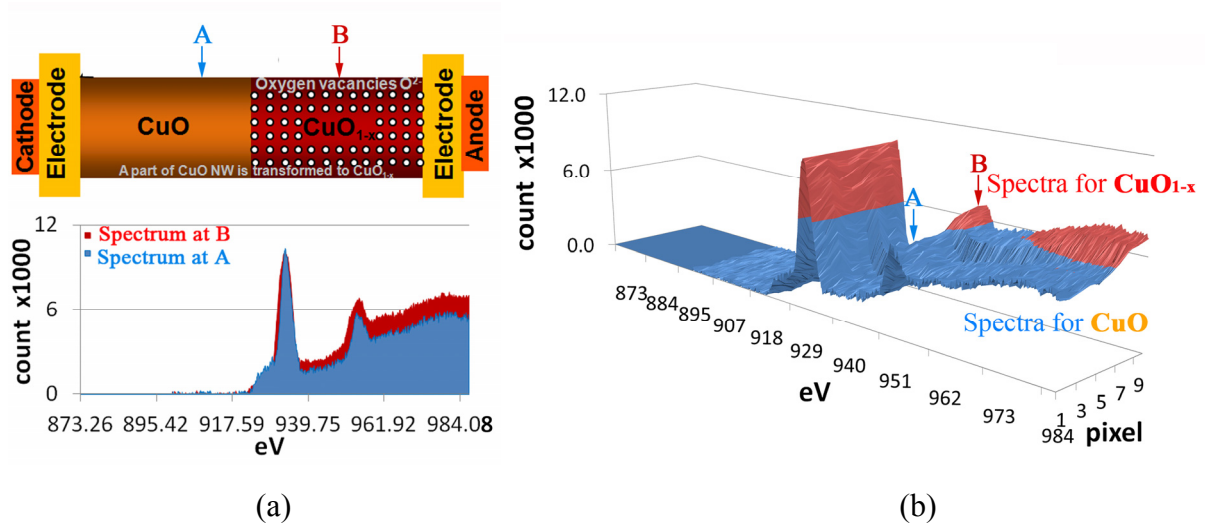 A
B
Cathode
Electrode
CuO
Oxygen vacancies O²⁻
CuO₁₋ₓ
A part of CuO NW is transformed to CuO₁₋ₓ
Electrode
Anode
12
6
0
count x1000
Spectrum at B
Spectrum at A
873.26 895.42 917.59 939.75 961.92 984.08
eV
(a)
12.0
6.0
0.0
count x1000
A
B
Spectra for CuO₁₋ₓ
Spectra for CuO
873 884 895 907 918 929 940 951 962 973 984
eV
1 3 5 7 9
pixel
(b)